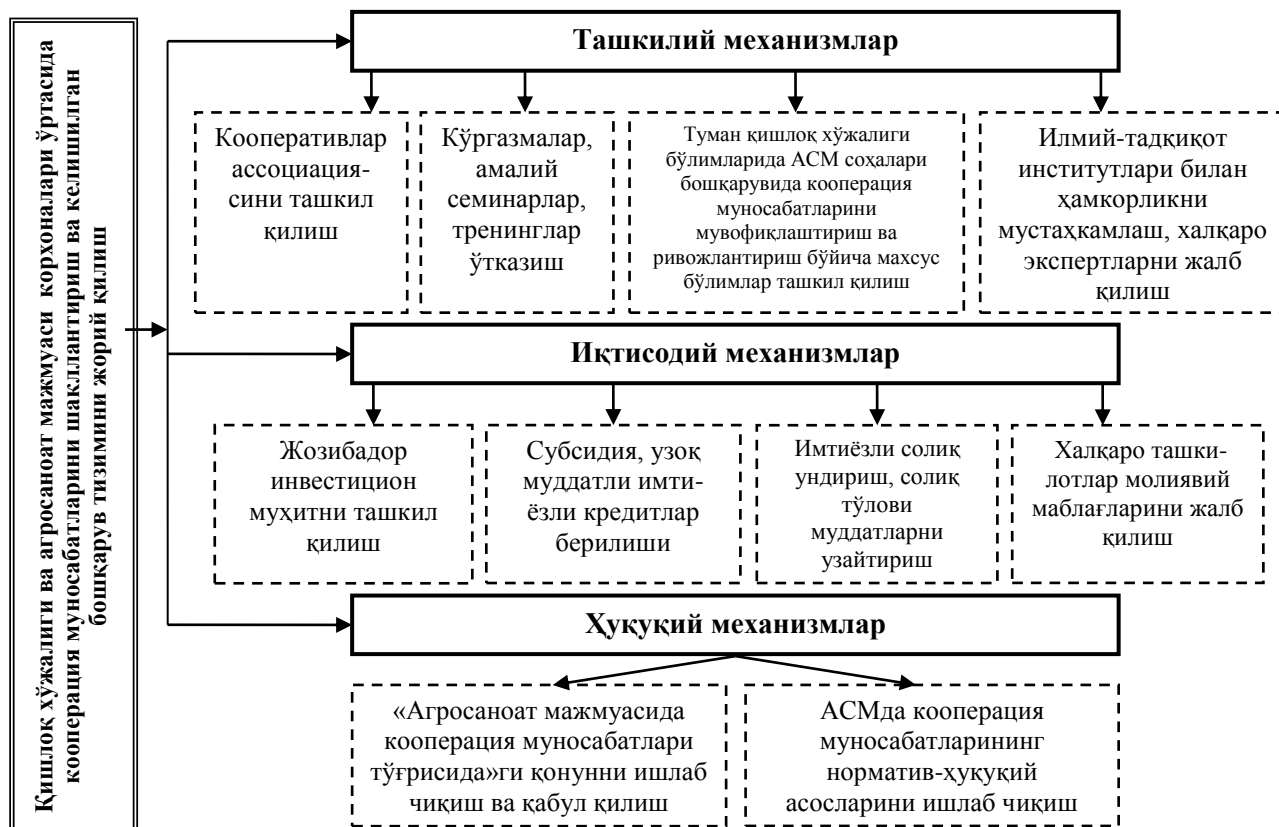 Қишлоқ хўжалиги ва агросаноат мажмуаси корхоналари ўртасида
кооперация муносабатларини шакллантириш ва келишилган
бошқарув тизимини жорий қилиш
Ташкилий механизмлар
Кооперативлар
ассоциация-
сини ташкил
қилиш
Кўргазмалар,
амалий
семинарлар,
тренинглар
ўтказиш
Туман қишлоқ хўжалиги
бўлимларида АСМ соҳалари
бошқарувида кооперация
муносабатларини
мувофиқлаштириш ва
ривожлантириш бўйича махсус
бўлимлар ташкил қилиш
Илмий-тадқиқот
институтлари билан
ҳамкорликни
мустаҳкамлаш, халқаро
экспертларни жалб
қилиш
Иқтисодий механизмлар
Жозибадор
инвестицион
муҳитни ташкил
қилиш
Субсидия, узоқ
муддатли имти-
ёзли кредитлар
берилиши
Имтиёзли солиқ
ундириш, солиқ
тўлови
муддатларни
узайтириш
Халқаро ташки-
лотлар молиявий
маблағларини жалб
қилиш
Ҳуқуқий механизмлар
«Агросаноат мажмуасида
кооперация муносабатлари
тўғрисида»ги қонунни ишлаб
чиқиш ва қабул қилиш
АСМда кооперация
муносабатларининг
норматив-ҳуқуқий
асосларини ишлаб чиқиш